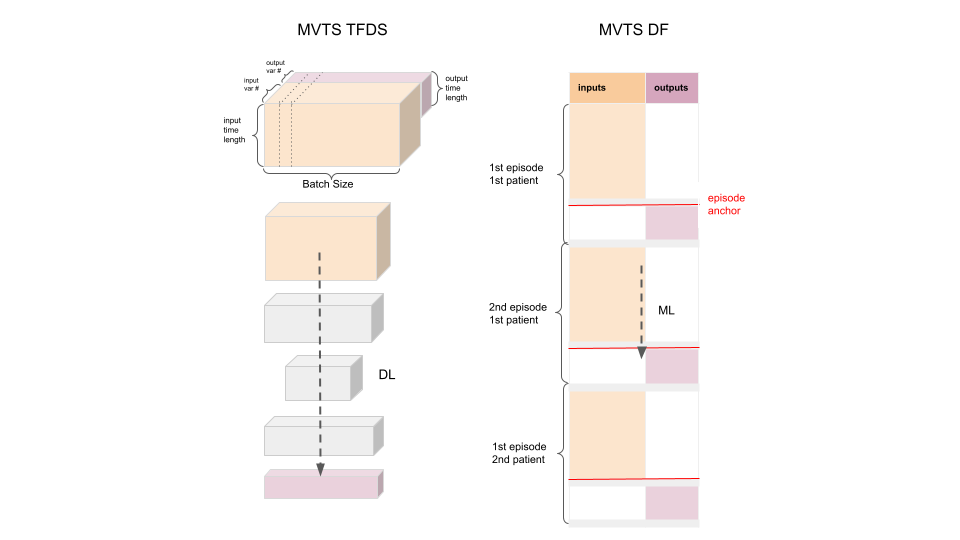 MVTS TFDS
MVTS DF
output
var #
input
var #
output
time
length
input
time
length
Batch Size
DL
inputs
outputs
1st episode
1st patient
episode
anchor
2nd episode
1st patient
ML
1st episode
2nd patient